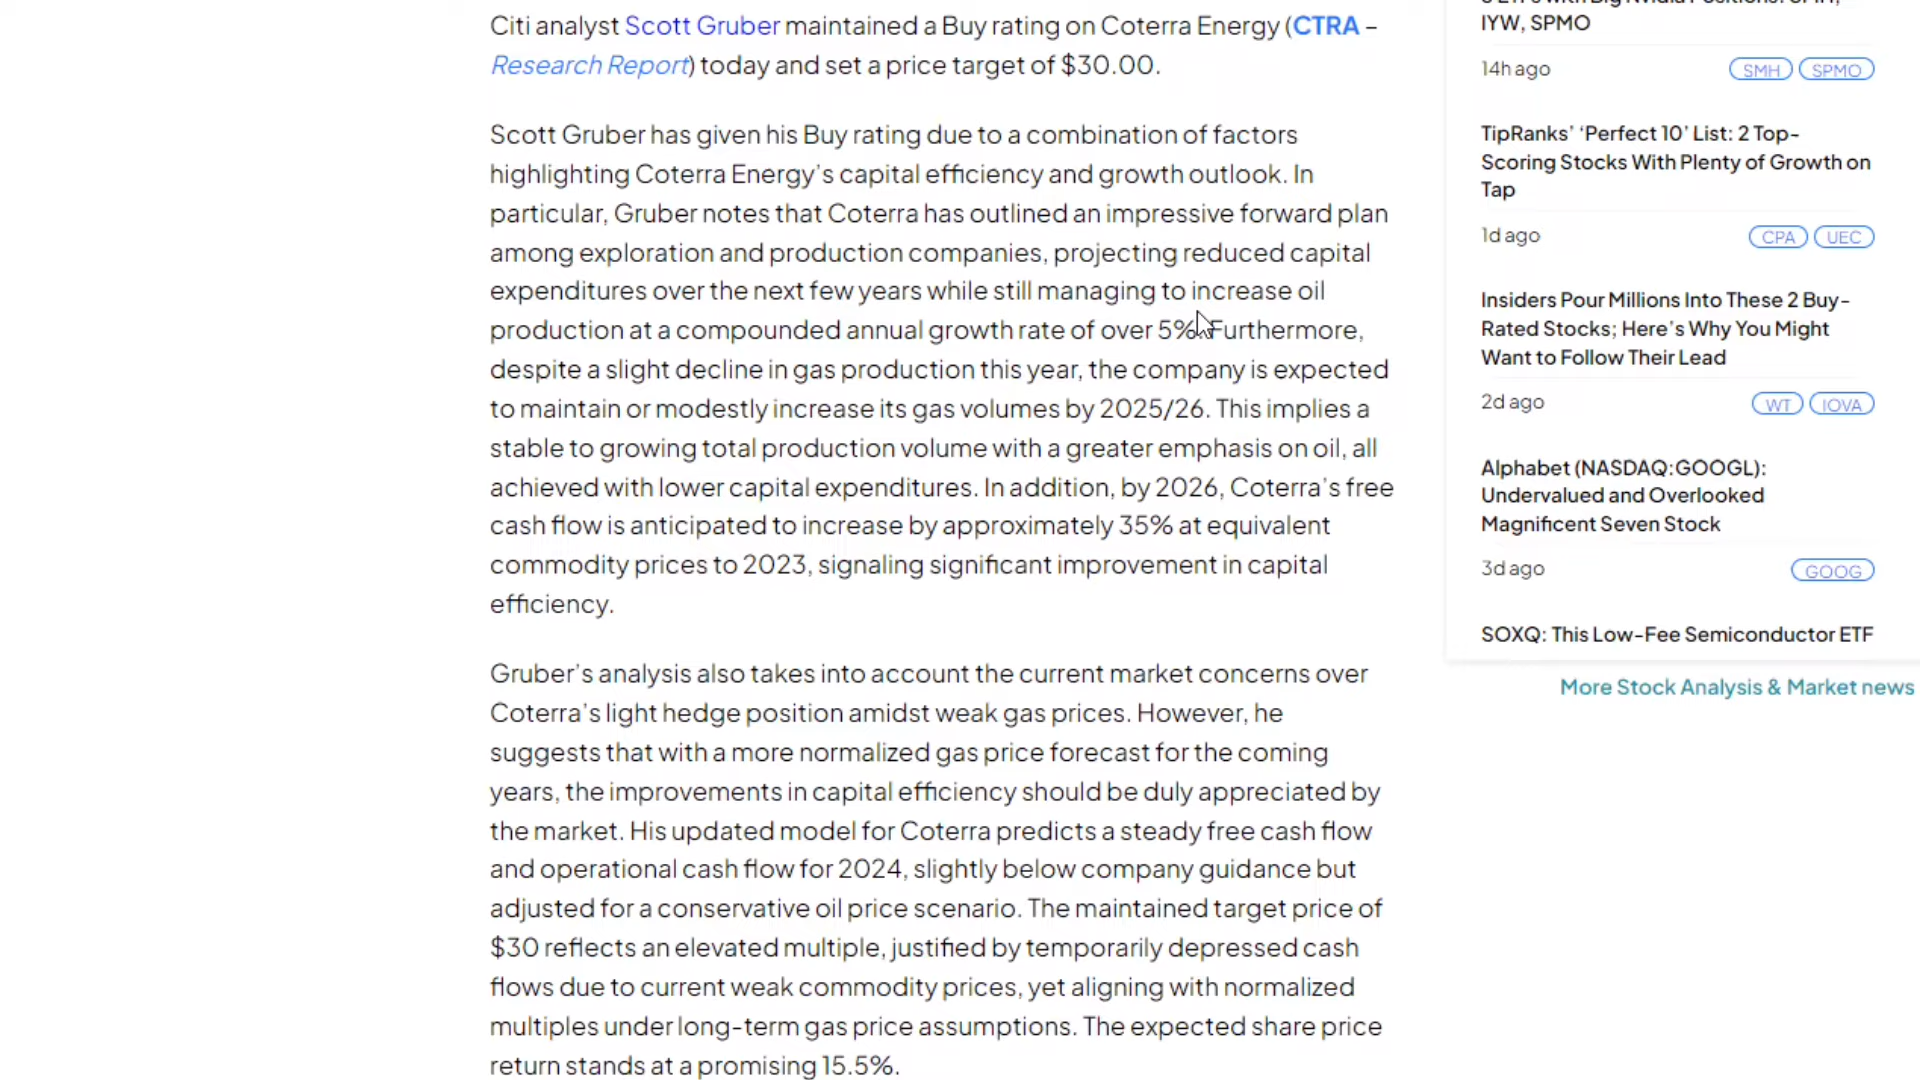 Citi analyst Scott Gruber maintained a Buy rating on Coterra Energy (CTRA –
Research Report) today and set a price target of $30.00.
Scott Gruber has given his Buy rating due to a combination of factors
highlighting Coterra Energy’s capital efficiency and growth outlook. In
particular, Gruber notes that Coterra has outlined an impressive forward plan
among exploration and production companies, projecting reduced capital
expenditures over the next few years while still managing to increase oil
production at a compounded annual growth rate of over 5%. Furthermore,
despite a slight decline in gas production this year, the company is expected
to maintain or modestly increase its gas volumes by 2025/26. This implies a
stable to growing total production volume with a greater emphasis on oil, all
achieved with lower capital expenditures. In addition, by 2026, Coterra’s free
cash flow is anticipated to increase by approximately 35% at equivalent
commodity prices to 2023, signaling significant improvement in capital
efficiency.
Gruber’s analysis also takes into account the current market concerns over
Coterra’s light hedge position amidst weak gas prices. However, he
suggests that with a more normalized gas price forecast for the coming
years, the improvements in capital efficiency should be duly appreciated by
the market. His updated model for Coterra predicts a steady free cash flow
and operational cash flow for 2024, slightly below company guidance but
adjusted for a conservative oil price scenario. The maintained target price of
$30 reflects an elevated multiple, justified by temporarily depressed cash
flows due to current weak commodity prices, yet aligning with normalized
multiples under long-term gas price assumptions. The expected share price
return stands at a promising 15.5%.
IYW, SPMO
14h ago SMH SPMO
TipRanks’ ‘Perfect 10’ List: 2 Top-
Scoring Stocks With Plenty of Growth on
Tap
1d ago CPA UEC
Insiders Pour Millions Into These 2 Buy-
Rated Stocks; Here’s Why You Might
Want to Follow Their Lead
2d ago WT IOVA
Alphabet (NASDAQ:GOOGL):
Undervalued and Overlooked
Magnificent Seven Stock
3d ago GOOG
SOXQ: This Low-Fee Semiconductor ETF
More Stock Analysis & Market news